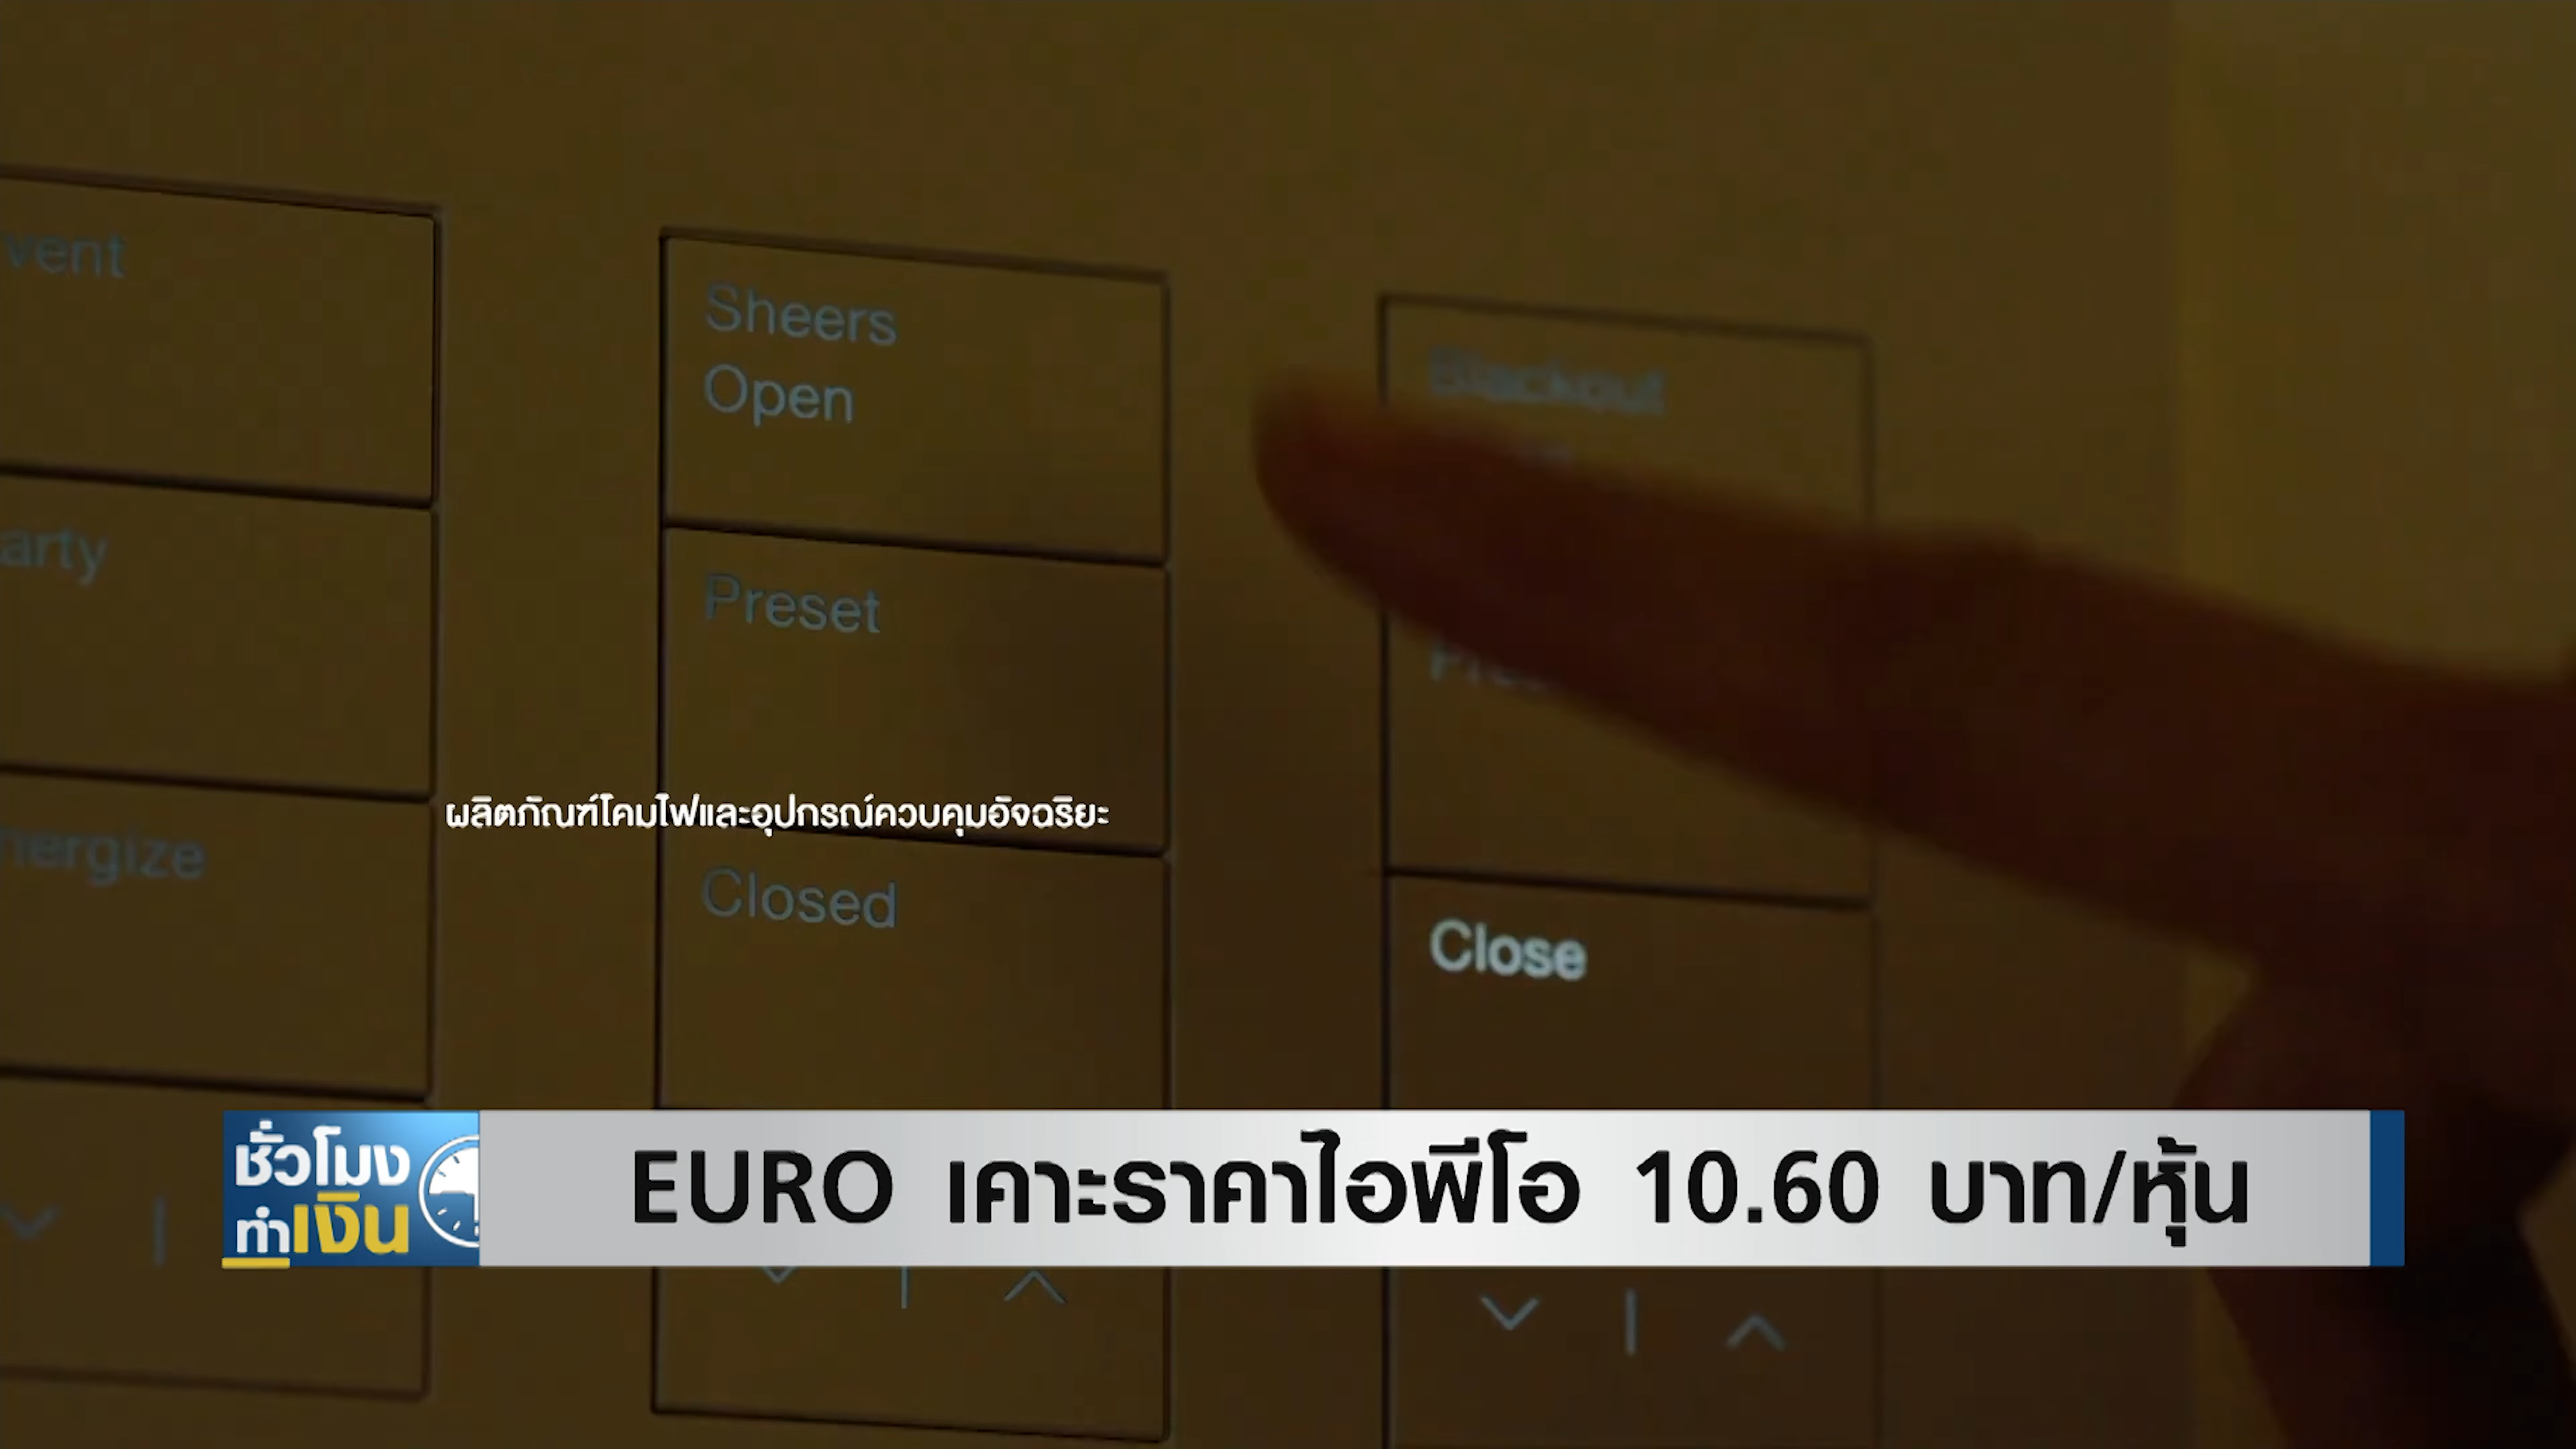 vent
arty
nergize
Sheers
Open
Preset
Closed
Blackout
Close
ผลิตภัณฑ์โคมไฟและอุปกรณ์ควบคุมอัจฉริยะ
ชั่วโมง
ทำเงิน
EURO เคาะราคาไอพีโอ 10.60 บาท/หุ้น